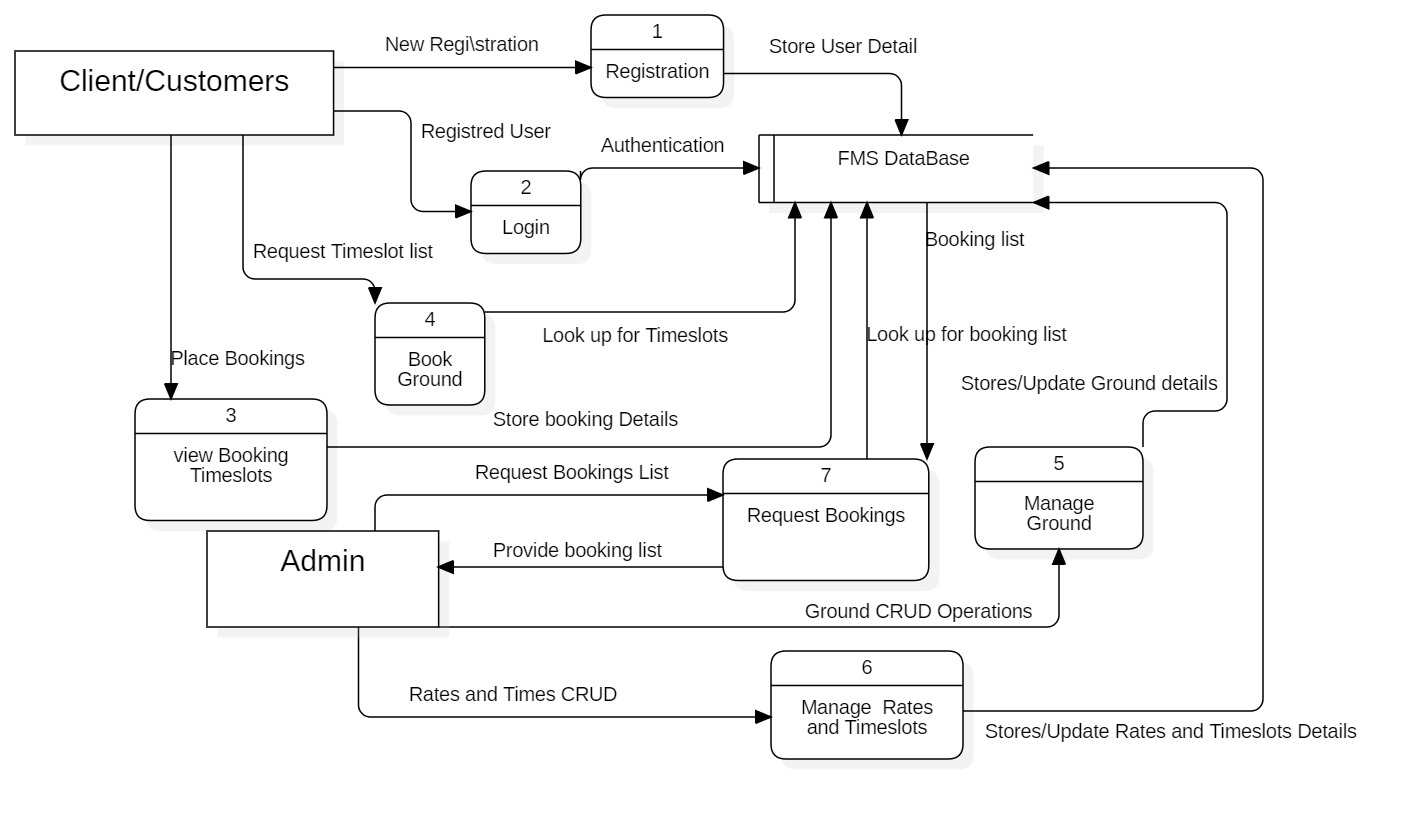 1
New Regi\stration
Store User Detail
Registration
Client/Customers
Registred User
Authentication
FMS DataBase
2
Login
Booking list
Request Timeslot list
4
Look up for Timeslots
Look up for booking list
Place Bookings
Book
Ground
Stores/Update Ground details
3
Store booking Details
view Booking
Timeslots
Request Bookings List
7
5
Request Bookings
Manage
Ground
Admin
Provide booking list
Ground CRUD Operations
6
Rates and Times CRUD
Manage  Rates
and Timeslots
Stores/Update Rates and Timeslots Details